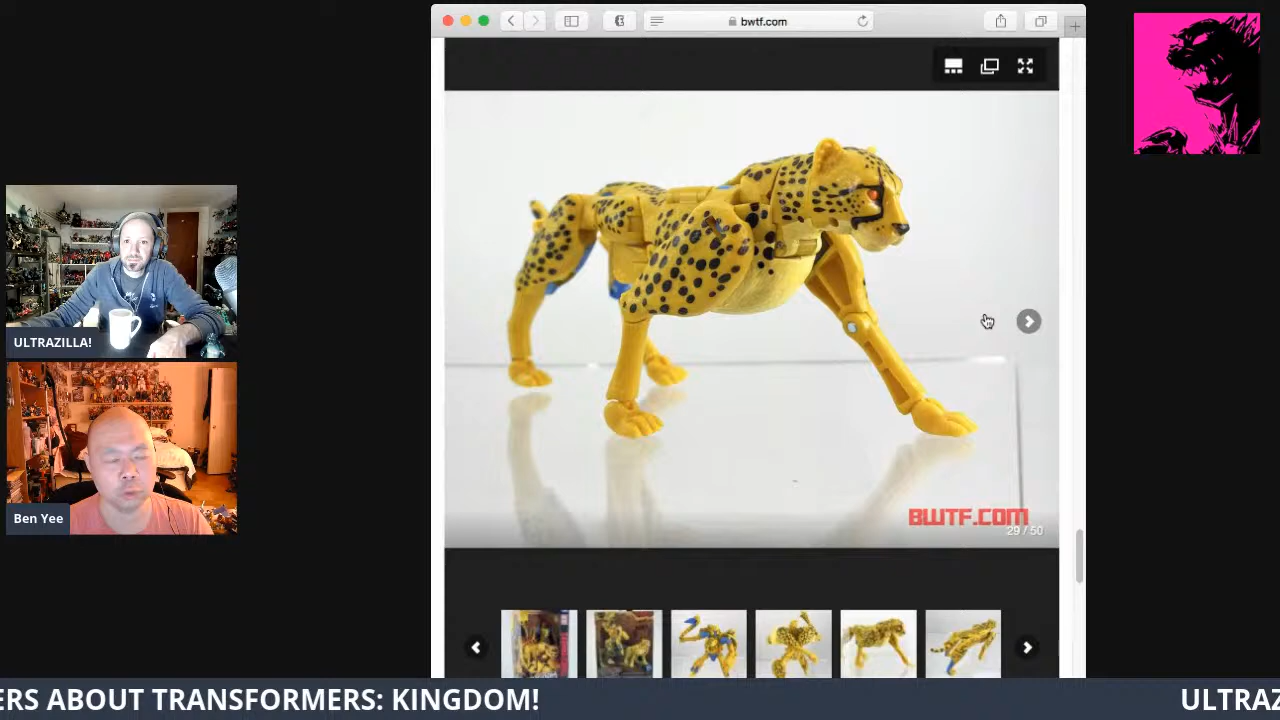 bwtf.com
ULTRAZILLA!
Ben Yee
BWTF.COM
29 / 50
ERS ABOUT TRANSFORMERS: KINGDOM!
ULTRAZ